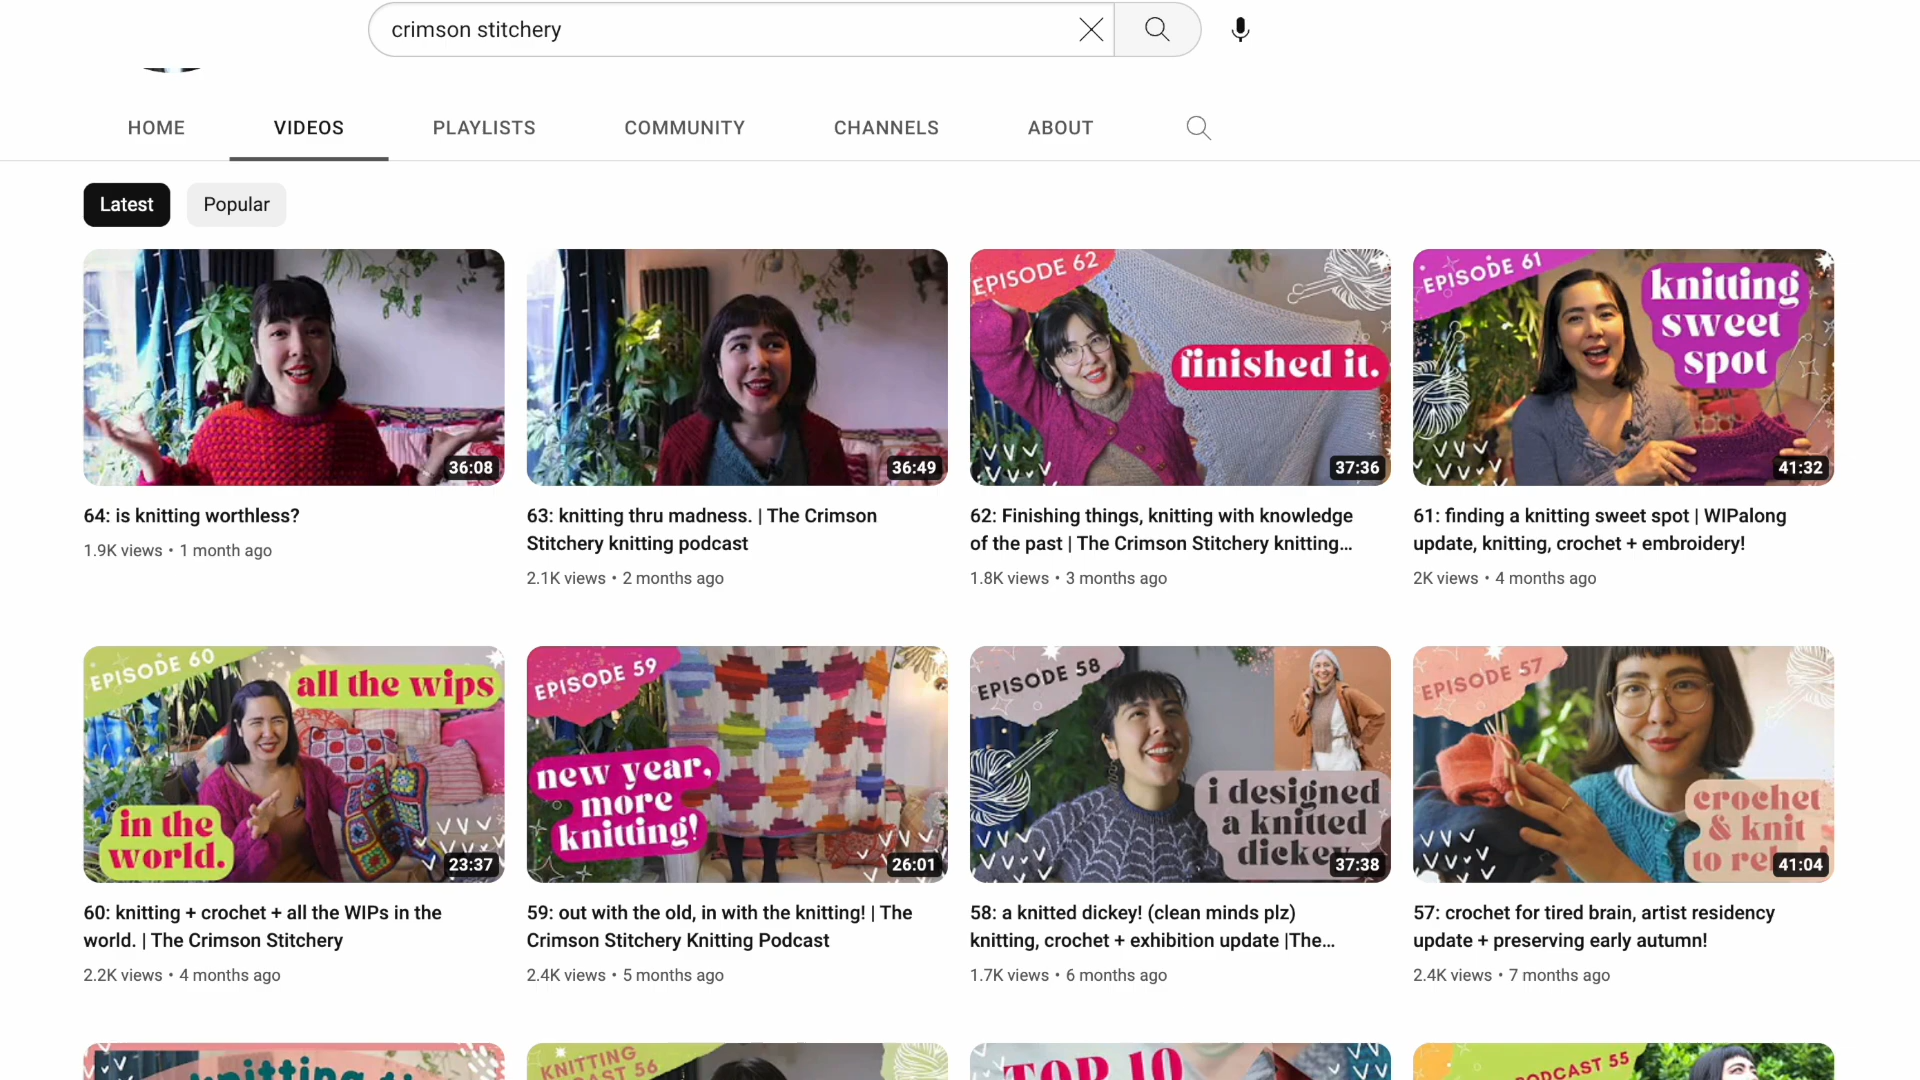 crimson stitchery
HOME VIDEOS PLAYLISTS COMMUNITY CHANNELS ABOUT
Latest Popular
36:08
36:49
EPISODE 62
finished it.
37:36
EPISODE 61
knitting
sweet
spot
41:32
64: is knitting worthless?
1.9K views • 1 month ago
63: knitting thru madness. | The Crimson
Stitchery knitting podcast
2.1K views • 2 months ago
62: Finishing things, knitting with knowledge
of the past | The Crimson Stitchery knitting...
1.8K views • 3 months ago
61: finding a knitting sweet spot | WIPalong
update, knitting, crochet + embroidery!
2K views • 4 months ago
EPISODE 60
all the wips
in the
world.
23:37
EPISODE 59
new year,
more
knitting!
26:01
EPISODE 58
i designed
a knitted
dickey
37:38
EPISODE 57
crochet
& knit
to
41:04
60: knitting + crochet + all the WIPs in the
world. | The Crimson Stitchery
2.2K views • 4 months ago
59: out with the old, in with the knitting! | The
Crimson Stitchery Knitting Podcast
2.4K views • 5 months ago
58: a knitted dickey! (clean minds plz)
knitting, crochet + exhibition update |The...
1.7K views • 6 months ago
57: crochet for tired brain, artist residency
update + preserving early autumn!
2.4K views • 7 months ago
KNITTING
56
TOP 10
PODCAST 55